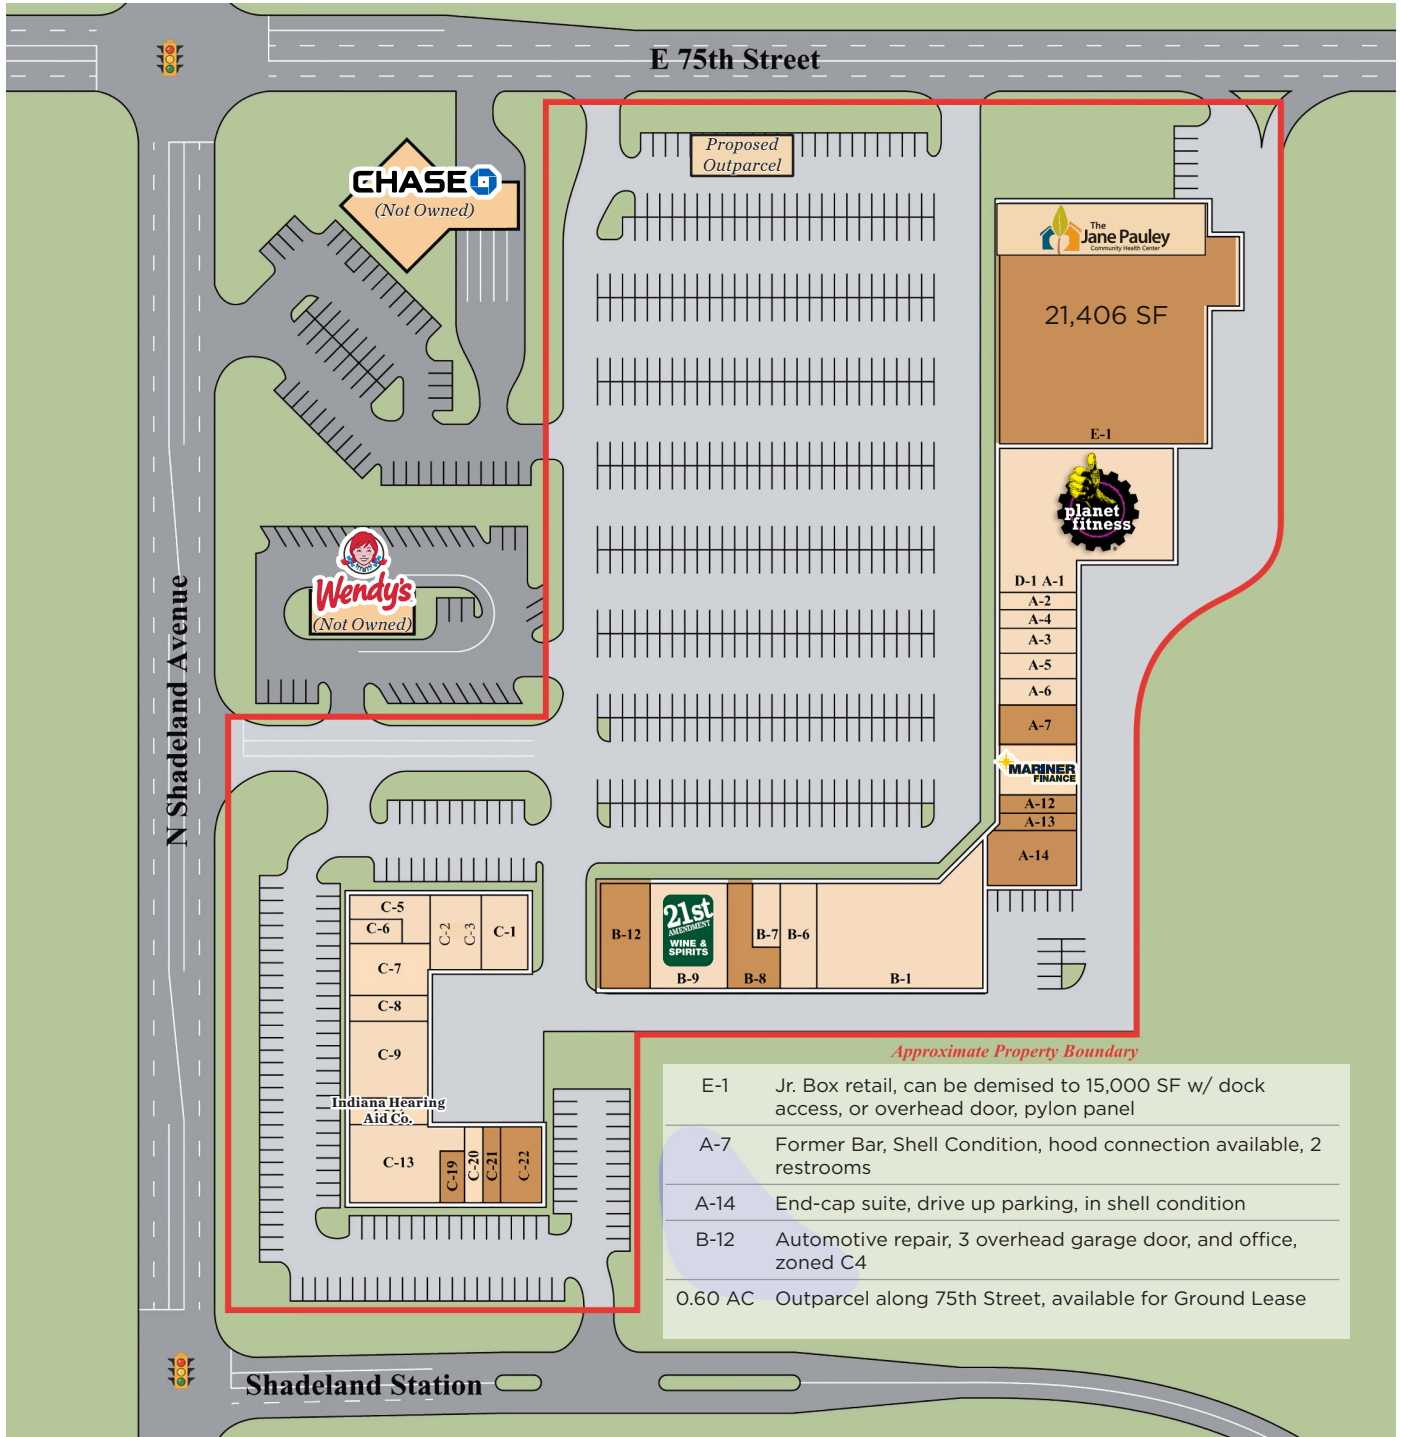 E 75th Street
Proposed
Outparcel
CHASE
(Not Owned)
The
Jane Pauley
Community Health Center
21,406 SF
E-1
planet
fitness
Wendy's
(Not Owned)
N Shadeland Avenue
D-1 A-1
A-2
A-4
A-3
A-5
A-6
A-7
MARINER
FINANCE
A-12
A-13
A-14
C-5
C-6
C-2
C-3
C-1
C-7
C-8
C-9
Indiana Hearing
Aid Co.
C-13
C-19
C-20
C-21
C-22
B-12
21st
AMENDMENT
WINE &
SPIRITS
B-9
B-7
B-8
B-6
B-1
Approximate Property Boundary
E-1 Jr. Box retail, can be demised to 15,000 SF w/ dock
access, or overhead door, pylon panel
A-7 Former Bar, Shell Condition, hood connection available, 2
restrooms
A-14 End-cap suite, drive up parking, in shell condition
B-12 Automotive repair, 3 overhead garage door, and office,
zoned C4
0.60 AC Outparcel along 75th Street, available for Ground Lease
Shadeland Station